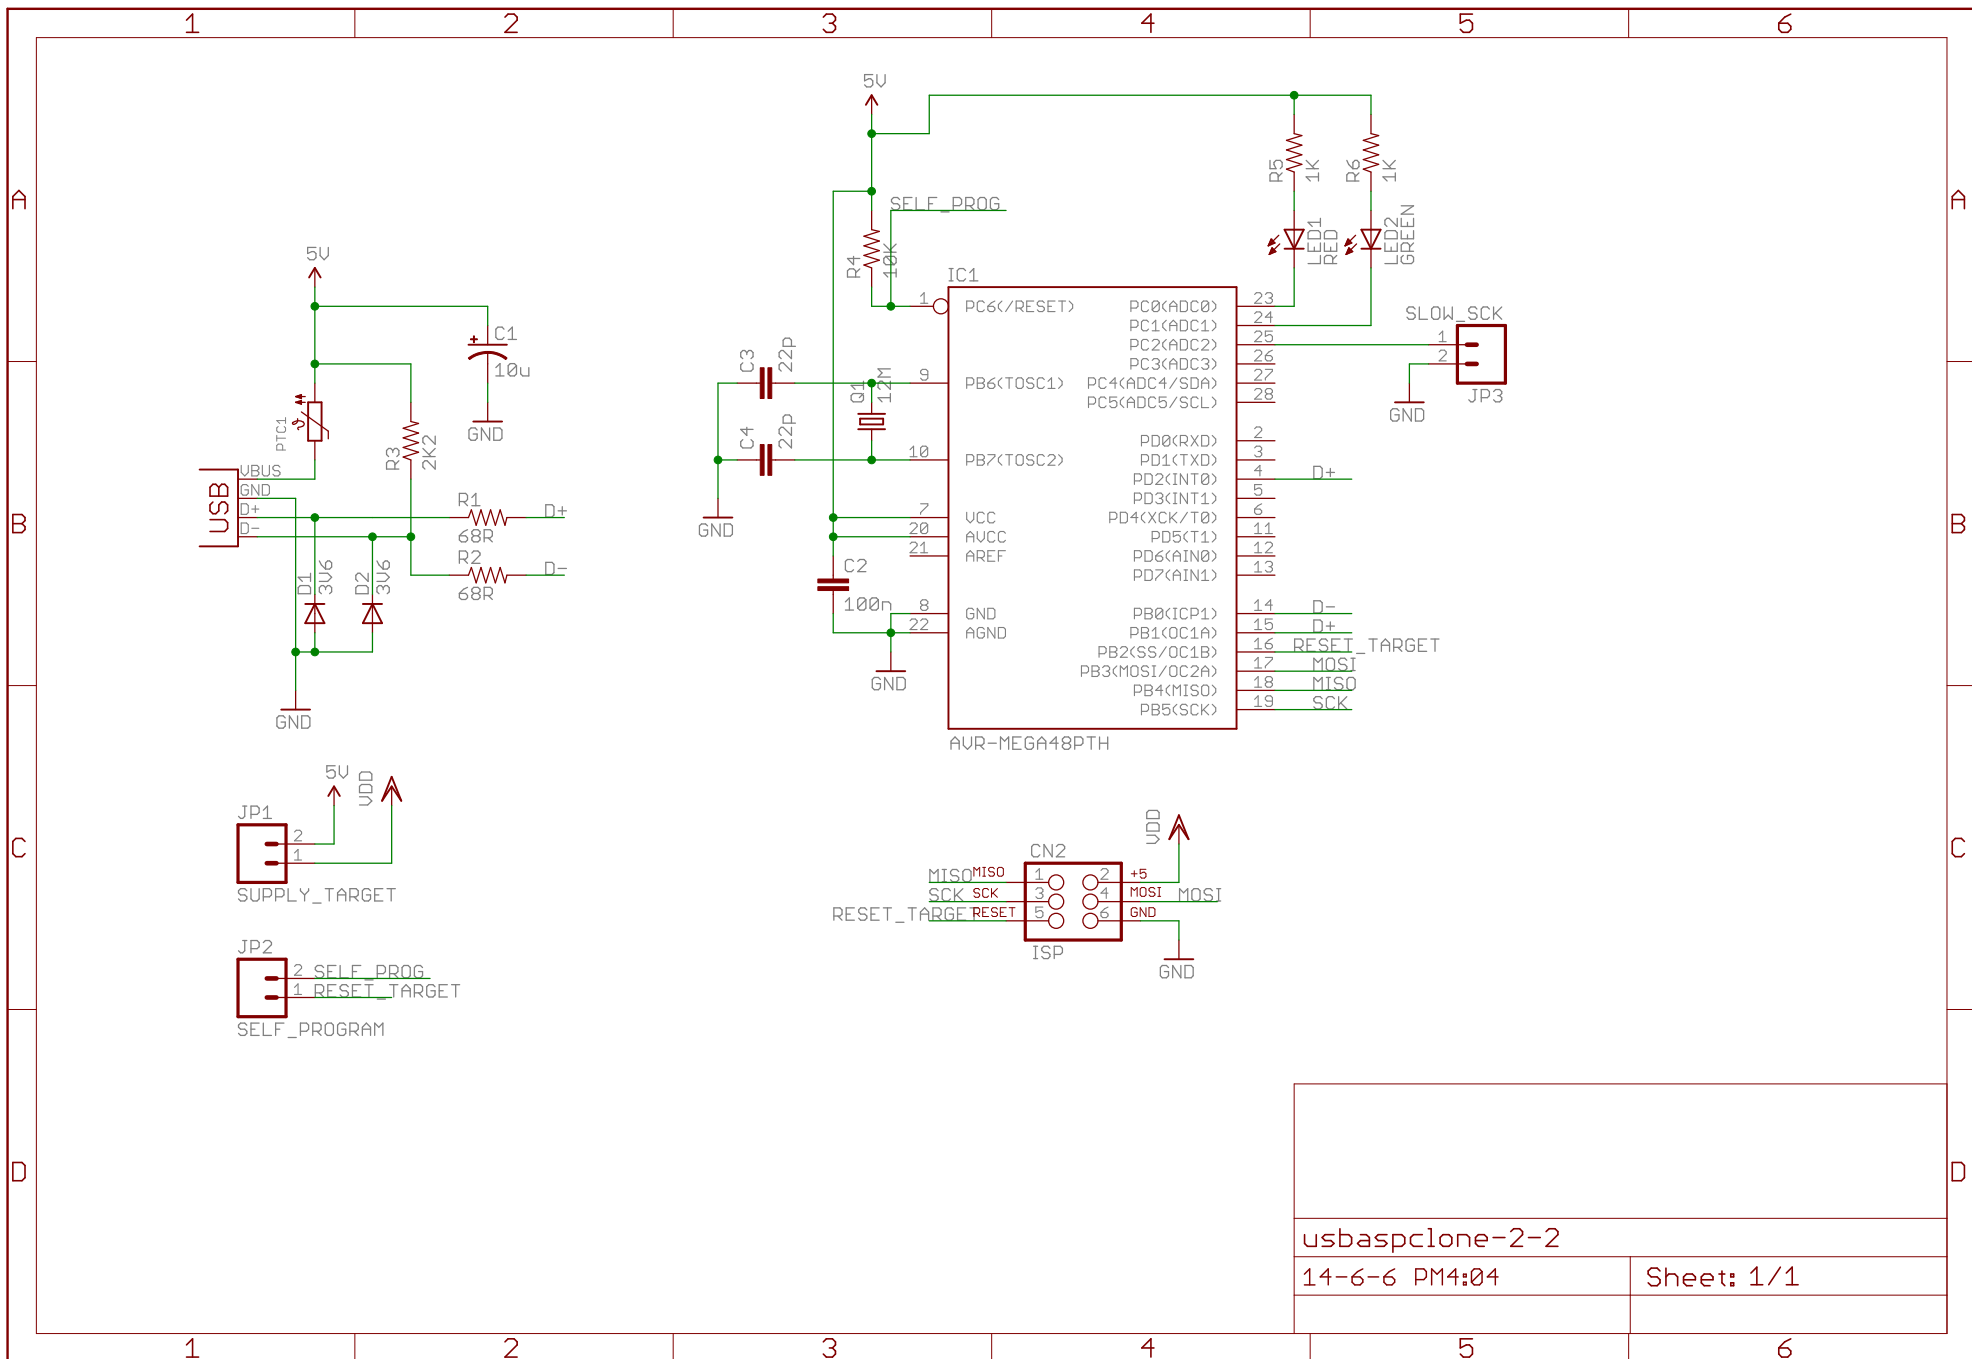 1 2 3 4 5 6
A A
B B
C C
D D
5V
C1
10u
GND
PTC1
R3
2K2
USB
VBUS
GND
D+
D-
R1
68R
D+
R2
68R
D-
D1
3V6
D2
3V6
GND
5V
SELF_PROG
R4
10K
C3
22p
C4
22p
Q1
12M
GND
C2
100n
GND
IC1
1 PC6(/RESET)
9 PB6(TOSC1)
10 PB7(TOSC2)
7 VCC
20 AVCC
21 AREF
8 GND
22 AGND
PC0(ADC0) 23
PC1(ADC1) 24
PC2(ADC2) 25
PC3(ADC3) 26
PC4(ADC4/SDA) 27
PC5(ADC5/SCL) 28
PD0(RXD) 2
PD1(TXD) 3
PD2(INT0) 4 D+
PD3(INT1) 5
PD4(XCK/T0) 6
PD5(T1) 11
PD6(AIN0) 12
PD7(AIN1) 13
PB0(ICP1) 14 D-
PB1(OC1A) 15 D+
PB2(SS/OC1B) 16 RESET_TARGET
PB3(MOSI/OC2A) 17 MOSI
PB4(MISO) 18 MISO
PB5(SCK) 19 SCK
AVR-MEGA48PTH
R5
1K
R6
1K
LED1
RED
LED2
GREEN
SLOW_SCK
1
2
JP3
GND
5V
VDD
JP1
2
1
SUPPLY_TARGET
JP2
2 SELF_PROG
1 RESET_TARGET
SELF_PROGRAM
VDD
CN2
MISO MISO 1 2 +5
SCK SCK 3 4 MOSI MOSI
RESET_TARGET RESET 5 6 GND
ISP
GND
usbaspclone-2-2
14-6-6 PM4:04
Sheet: 1/1
1 2 3 4 5 6